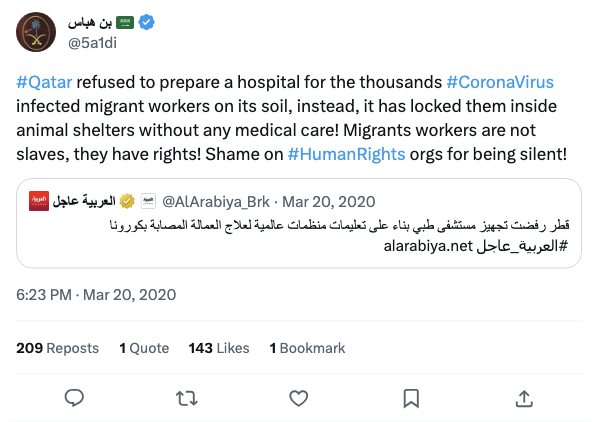 بن هباس
@5a1di
#Qatar refused to prepare a hospital for the thousands #CoronaVirus
infected migrant workers on its soil, instead, it has locked them inside
animal shelters without any medical care! Migrants workers are not
slaves, they have rights! Shame on #HumanRights orgs for being silent!
العربية عاجل @AlArabiya_Brk · Mar 20, 2020
قطر رفضت تجهيز مستشفى طبي بناء على تعليمات منظمات عالمية لعلاج العمالة المصابة بكورونا
#العربية_عاجل alarabiya.net
6:23 PM · Mar 20, 2020
209 Reposts 1 Quote 143 Likes 1 Bookmark